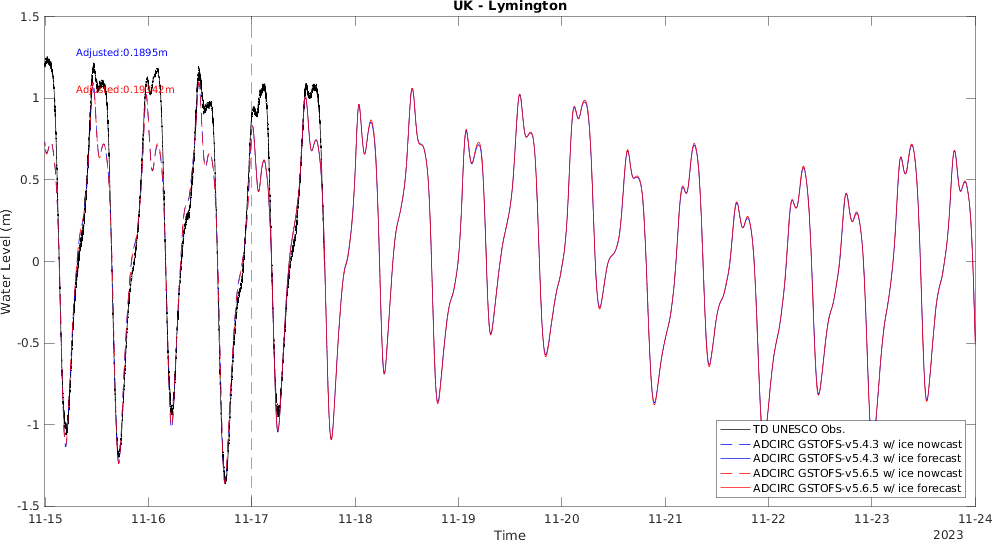 UK - Lymington
1.5
1
0.5
0
-0.5
-1
-1.5
Water Level (m)
Adjusted:0.1895m
TD UNESCO Obs.
ADCIRC GSTOFS-v5.4.3 w/ ice nowcast
ADCIRC GSTOFS-v5.4.3 w/ ice forecast
ADCIRC GSTOFS-v5.6.5 w/ ice nowcast
ADCIRC GSTOFS-v5.6.5 w/ ice forecast
11-15 11-16 11-17 11-18 11-19 11-20 11-21 11-22 11-23 11-24
Time
2023